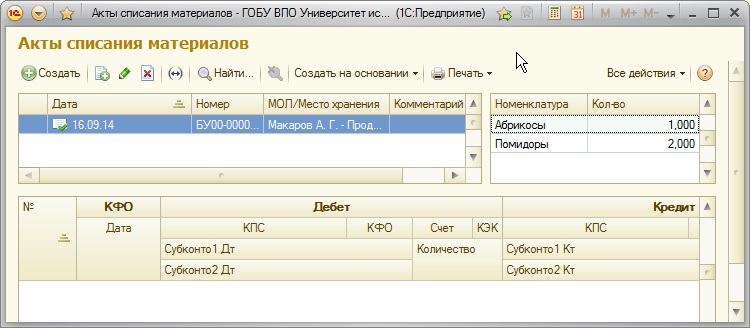 Акты списания материалов - ГОБУ ВПО Университет ис... (1С:Предприятие) M M+ M-
Акты списания материалов
Создать Найти... Создать на основании Печать Все действия ?
Дата Номер МОЛ/Место хранения Комментарий Номенклатура Кол-во
16.09.14 БУ00-0000... Макаров А. Г. - Прод... Абрикосы 1,000
Помидоры 2,000
№ КФО Дебет Кредит
Дата КПС КФО Счет КЭК КПС
Субконто1 Дт Количество Субконто1 Кт
Субконто2 Дт Субконто2 Кт